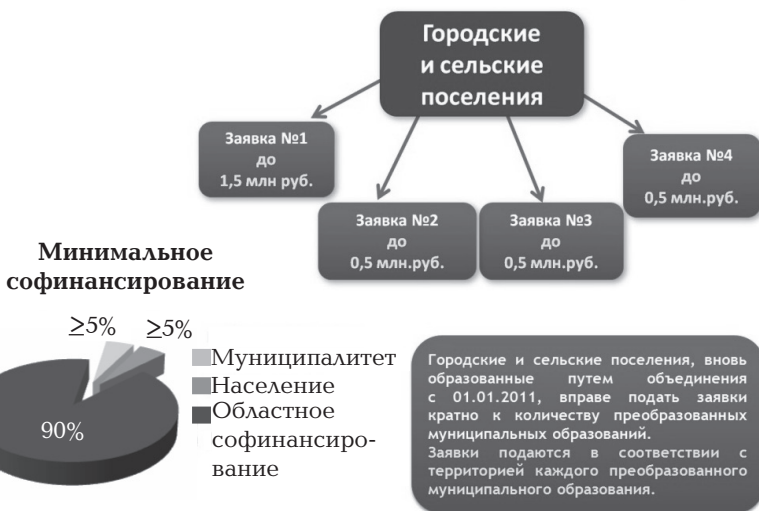 Городские
и сельские
поселения
Заявка №1
до
1,5 млн руб.
Заявка №2
до
0,5 млн.руб.
Заявка №3
до
0,5 млн.руб.
Заявка №4
до
0,5 млн.руб.
Минимальное
софинансирование
≥5%
≥5%
90%
Муниципалитет
Население
Областное
софинансиро-
вание
Городские и сельские поселения, вновь
образованные путем объединения
с 01.01.2011, вправе подать заявки
кратно к количеству преобразованных
муниципальных образований.
Заявки подаются в соответствии с
территорией каждого преобразованного
муниципального образования.